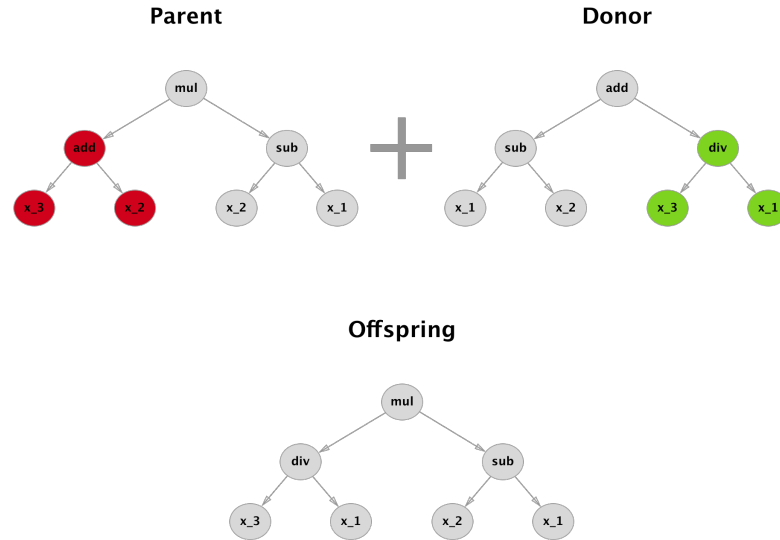 Parent Donor
mul add
add sub sub div
x_3 x_2 x_2 x_1 x_1 x_2 x_3 x_1
Offspring
mul
div sub
x_3 x_1 x_2 x_1